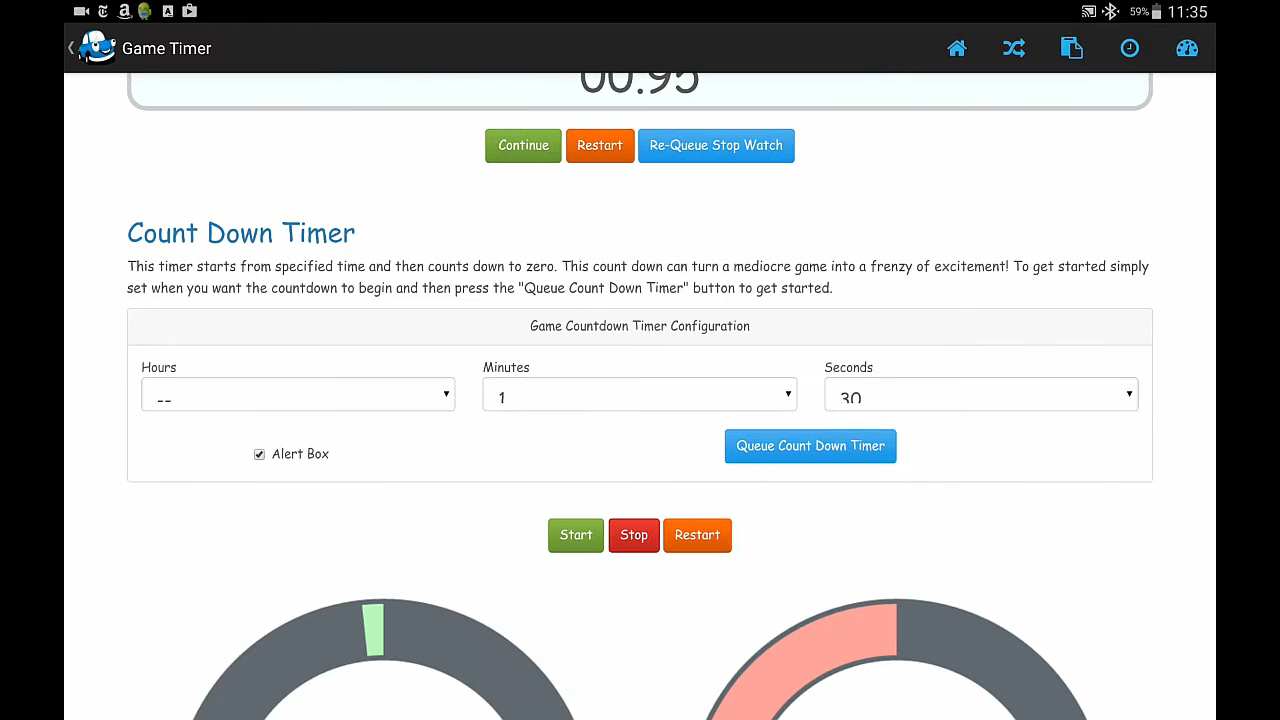 59% 11:35
Game Timer
00.95
Continue Restart Re-Queue Stop Watch
Count Down Timer
This timer starts from specified time and then counts down to zero. This count down can turn a mediocre game into a frenzy of excitement! To get started simply
set when you want the countdown to begin and then press the "Queue Count Down Timer" button to get started.
Game Countdown Timer Configuration
Hours Minutes Seconds
-- 1 30
Alert Box Queue Count Down Timer
Start Stop Restart